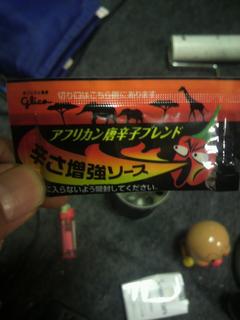 glico
切り口はこちら側にあります。
アフリカン唐辛子ブレンド
辛さ増強ソース
に入らないよう開封してください。